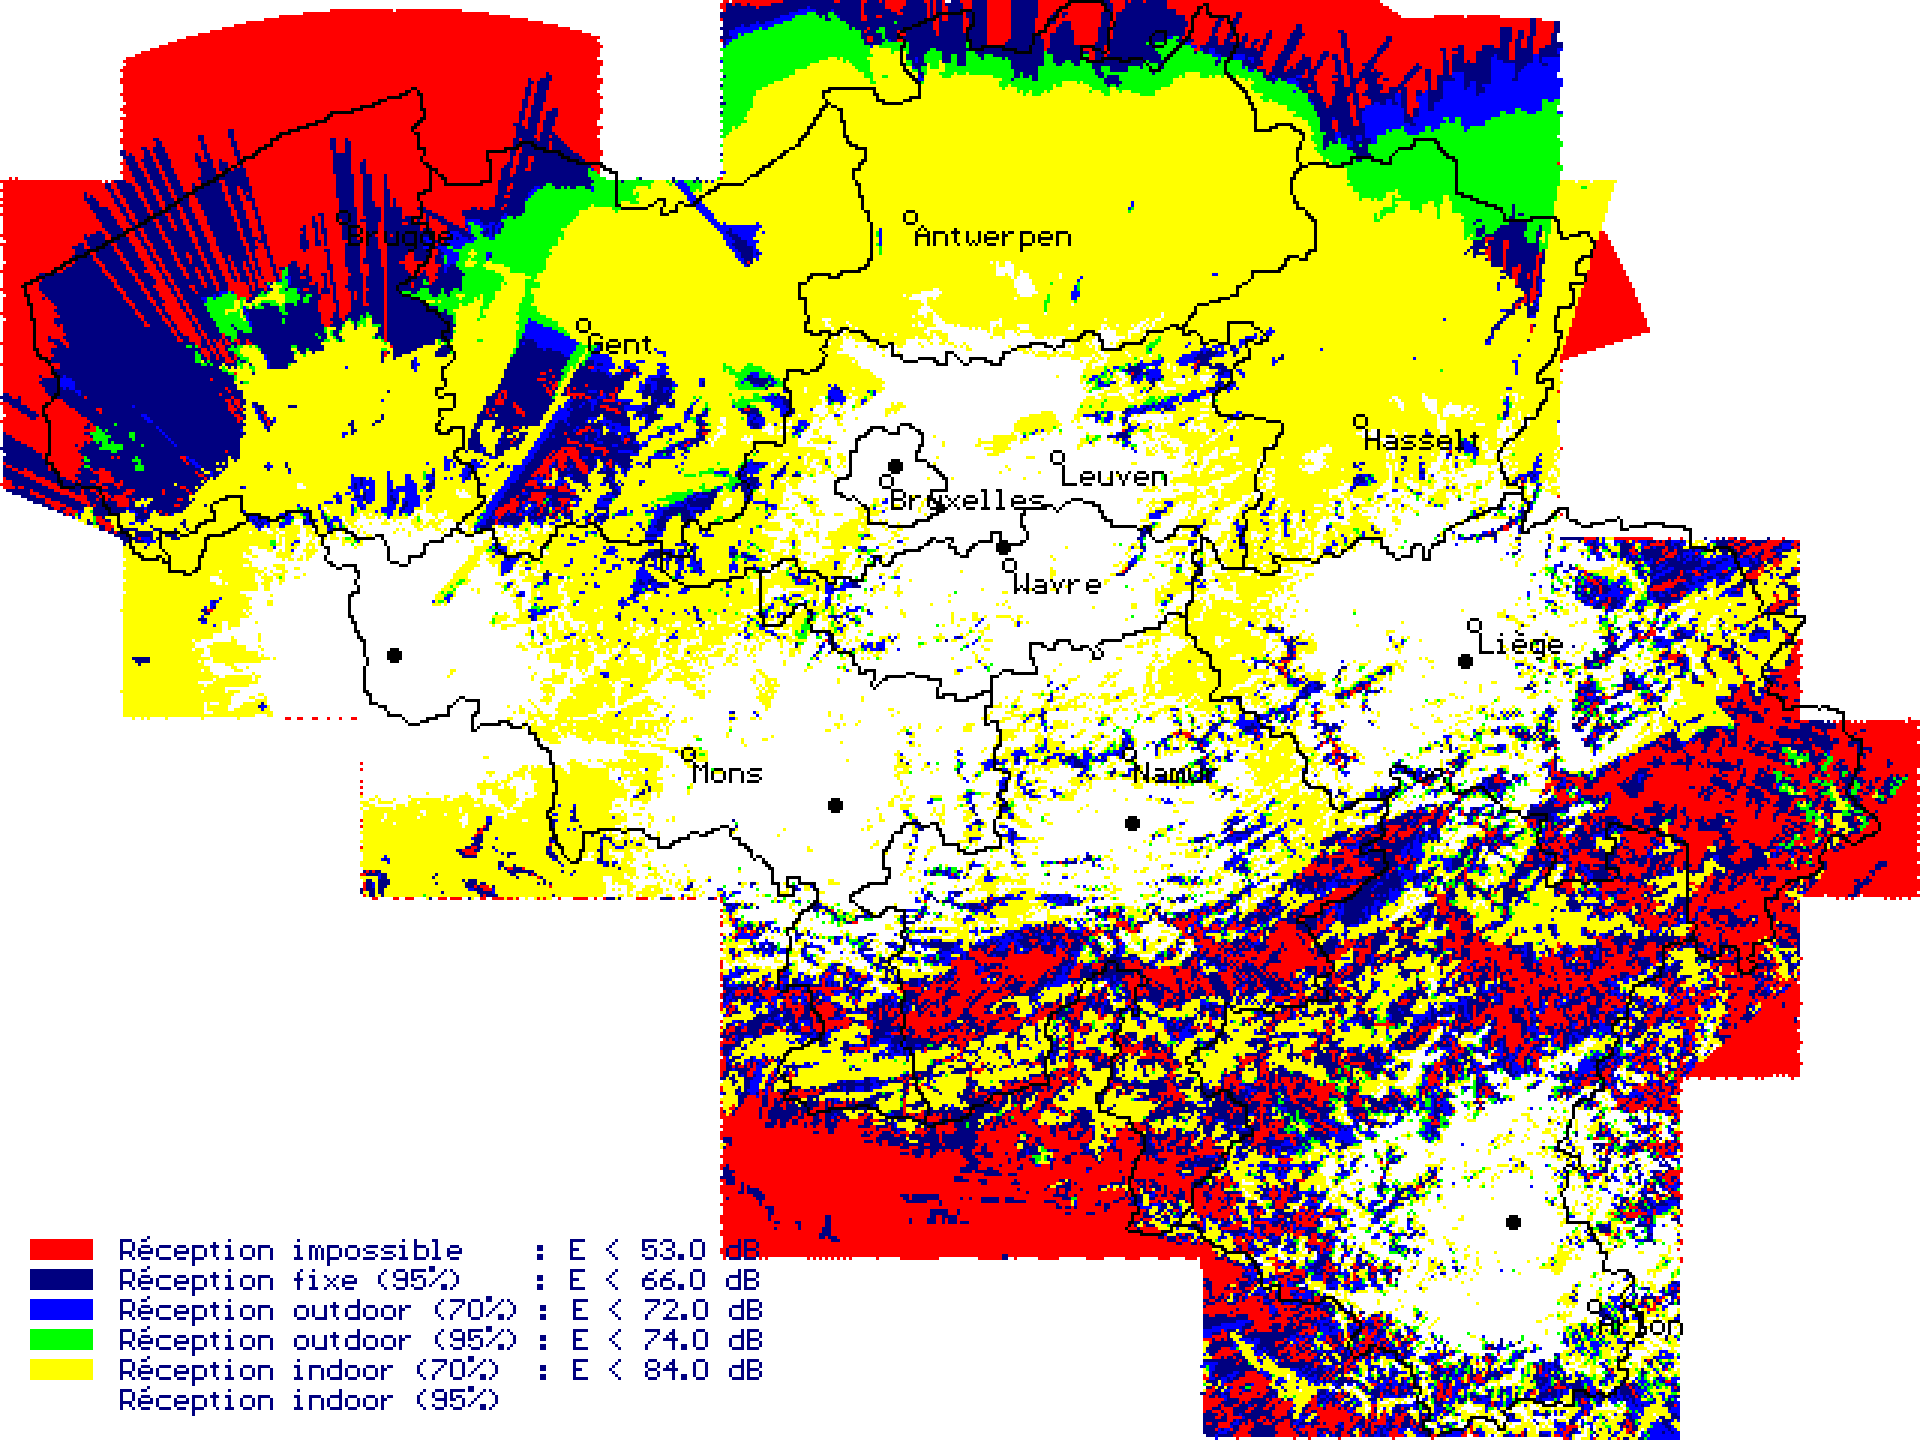 Brugge
Antwerpen
Gent
Hasselt
Leuven
Bruxelles
Wavre
Liège
Mons
Namur
Arlon
Réception impossible : E < 53.0 dB
Réception fixe (95%) : E < 66.0 dB
Réception outdoor (70%) : E < 72.0 dB
Réception outdoor (95%) : E < 74.0 dB
Réception indoor (70%) : E < 84.0 dB
Réception indoor (95%)